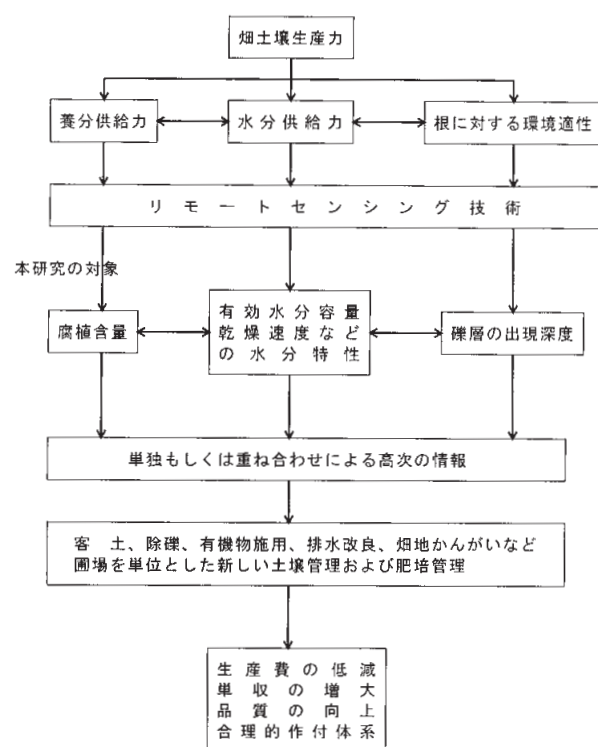 畑土壌生産力
養分供給力
水分供給力
根に対する環境適性
リモートセンシング技術
本研究の対象
腐植含量
有効水分容量
乾燥速度など
の水分特性
礫層の出現深度
単独もしくは重ね合わせによる高次の情報
客　土、除礫、有機物施用、排水改良、畑地かんがいなど
圃場を単位とした新しい土壌管理および肥培管理
生産費の低減
単収の増大
品質の向上
合理的作付体系